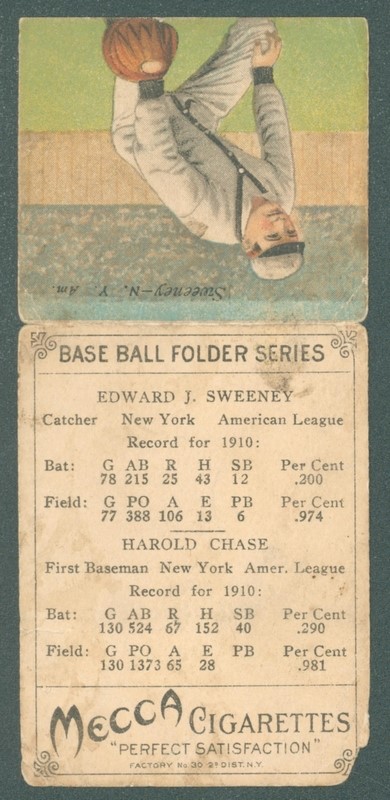 Sweeney—N. Y. Am.
BASE BALL FOLDER SERIES
EDWARD J. SWEENEY
Catcher New York American League
Record for 1910:
Bat: G AB R H SB Per Cent
78 215 25 43 12 .200
Field: G PO A E PB Per Cent
77 388 106 13 6 .974
HAROLD CHASE
First Baseman New York Amer. League
Record for 1910:
Bat: G AB R H SB Per Cent
130 524 67 152 40 .290
Field: G PO A E PB Per Cent
130 1373 65 28 .981
MECCA CIGARETTES
"PERFECT SATISFACTION"
FACTORY No. 30 2D DIST. N.Y.